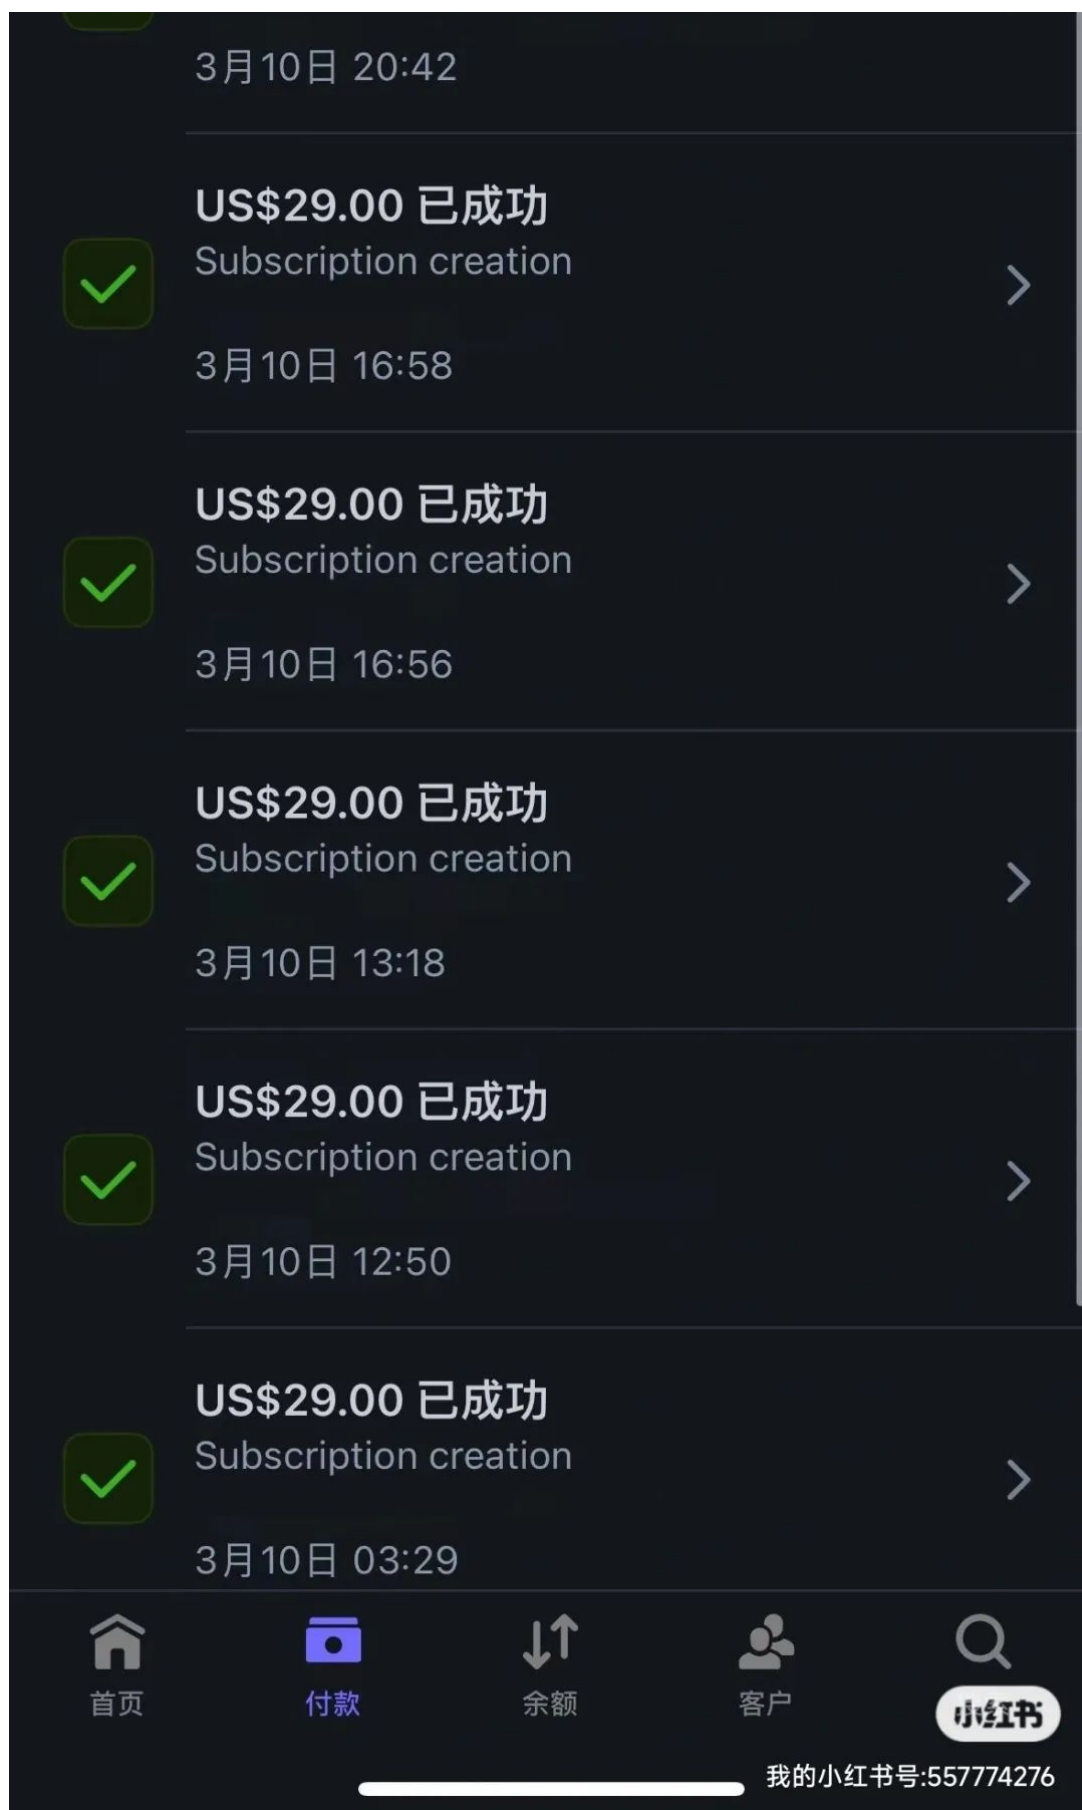 3月10日 20:42
US$29.00 已成功
Subscription creation
3月10日 16:58
US$29.00 已成功
Subscription creation
3月10日 16:56
US$29.00 已成功
Subscription creation
3月10日 13:18
US$29.00 已成功
Subscription creation
3月10日 12:50
US$29.00 已成功
Subscription creation
3月10日 03:29
首页
付款
余额
客户
小红书
我的小红书号:557774276